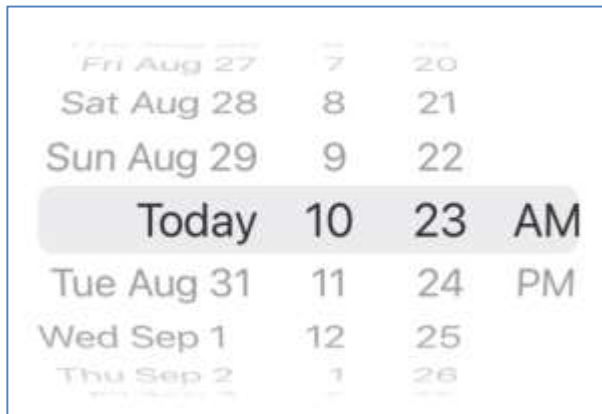 Fri Aug 27 7 20
Sat Aug 28 8 21
Sun Aug 29 9 22
Today 10 23 AM
Tue Aug 31 11 24 PM
Wed Sep 1 12 25
Thu Sep 2 1 26